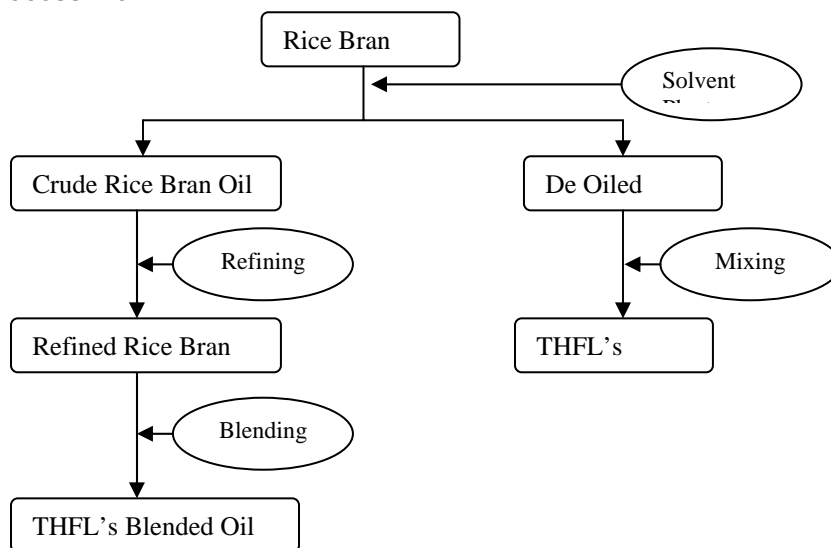 Rice Bran
Solvent
Crude Rice Bran Oil
De Oiled
Refining
Mixing
Refined Rice Bran
THFL's
Blending
THFL's Blended Oil